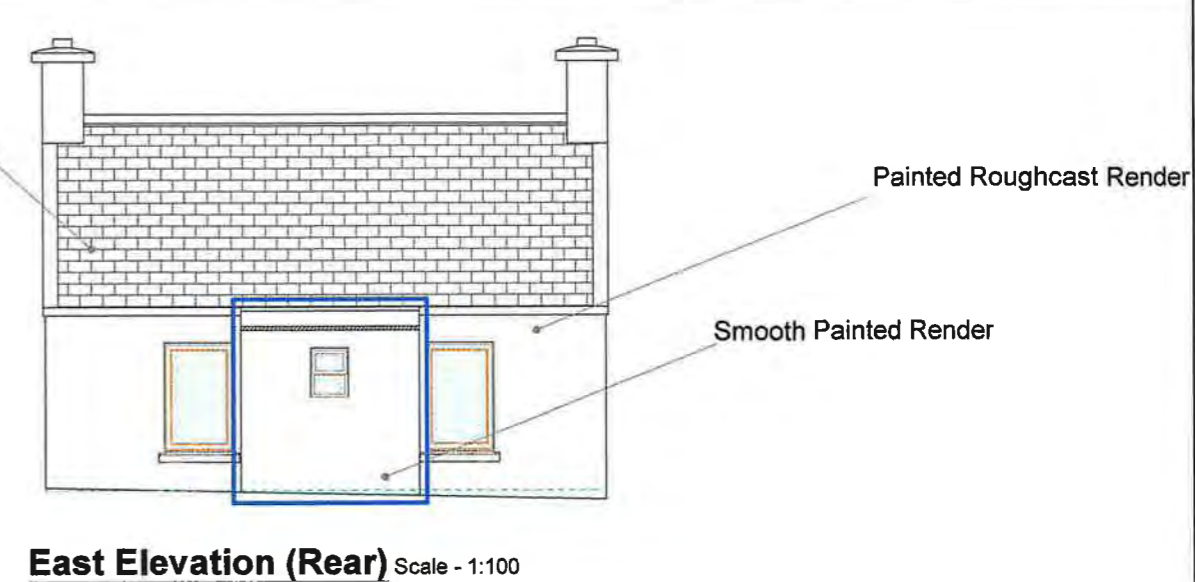 Painted Roughcast Render
Smooth Painted Render
East Elevation (Rear) Scale - 1:100